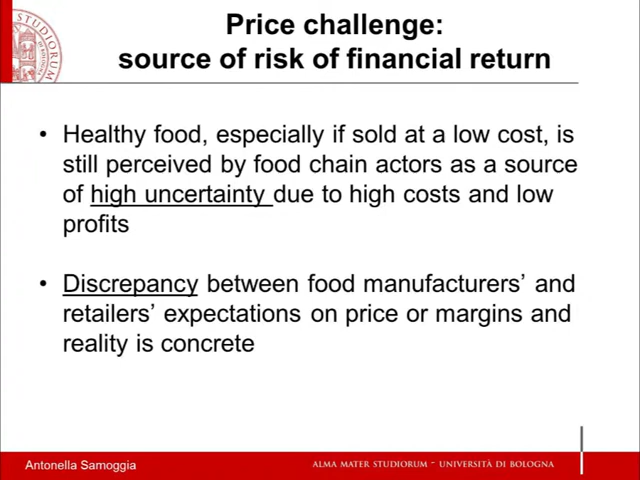 Price challenge:
source of risk of financial return
• Healthy food, especially if sold at a low cost, is
still perceived by food chain actors as a source
of high uncertainty due to high costs and low
profits
• Discrepancy between food manufacturers’ and
retailers’ expectations on price or margins and
reality is concrete
Antonella Samoggia
ALMA MATER STUDIORUM - UNIVERSITÀ DI BOLOGNA